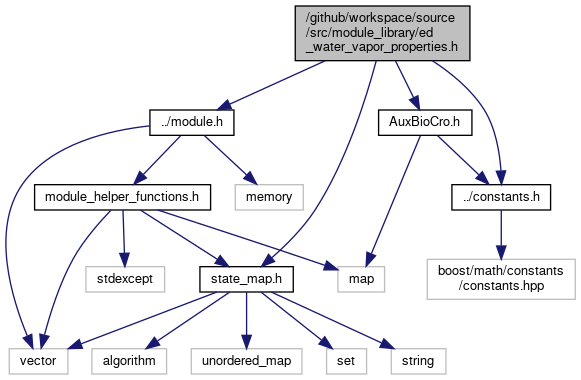 /github/workspace/source
/src/module_library/ed
_water_vapor_properties.h
../module.h
AuxBioCro.h
module_helper_functions.h
memory
../constants.h
stdexcept
state_map.h
map
boost/math/constants
/constants.hpp
vector
algorithm
unordered_map
set
string